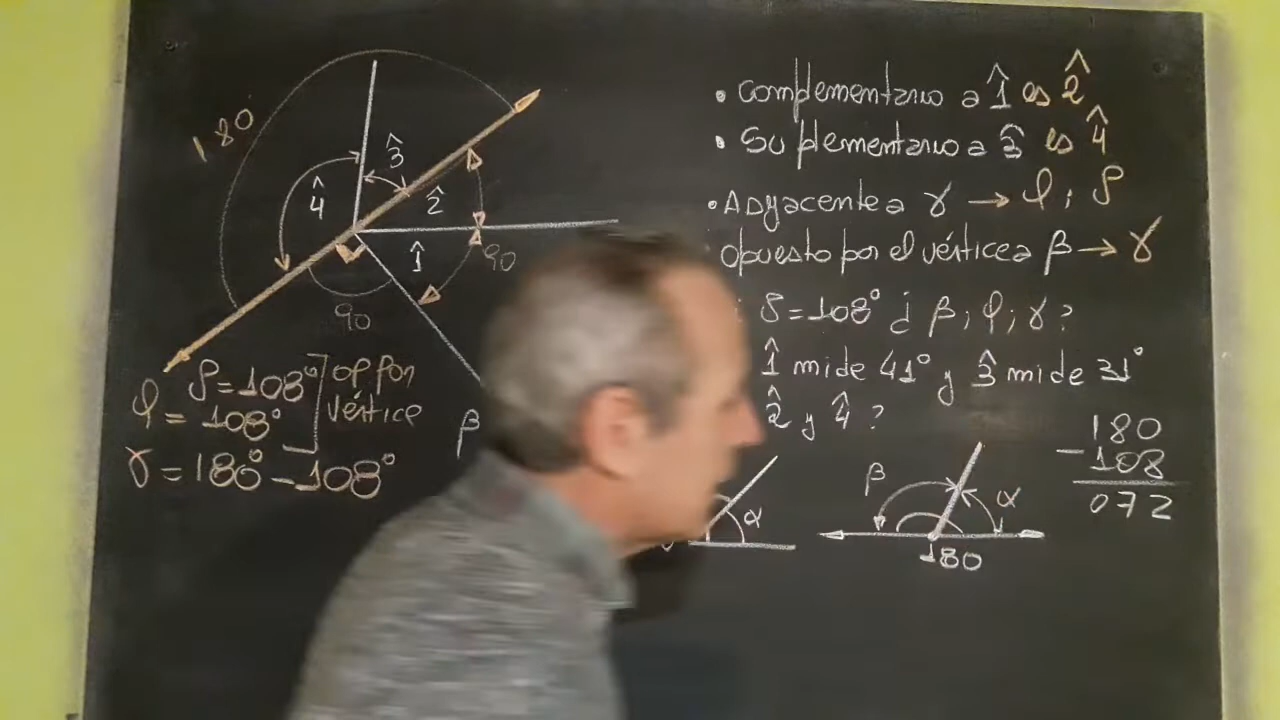 180°
3̂
4̂
2̂
1̂
90
90
ρ = 108°
φ = 108°
op por
vértice
γ = 180° - 108°
β
• complementario a 1̂ es 2̂
• Suplementario a 3̂ es 4̂
• Adyacente a γ → φ ; ρ
opuesto por el vértice a β → γ
δ = 108° ¿ β ; φ ; γ ?
1̂ mide 41° y 3̂ mide 31°
2̂ y 4̂ ?
180
- 108
072
α
β
α
180